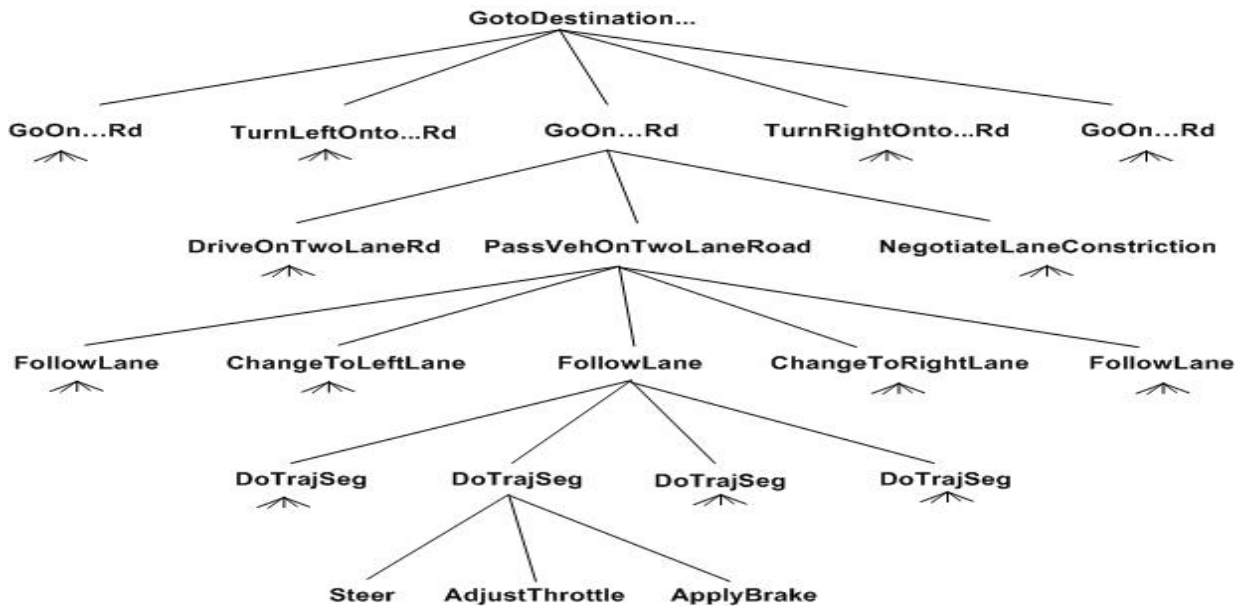 GotoDestination...
GoOn...Rd TurnLeftOnto...Rd GoOn...Rd TurnRightOnto...Rd GoOn...Rd
DriveOnTwoLaneRd PassVehOnTwoLaneRoad NegotiateLaneConstriction
FollowLane ChangeToLeftLane FollowLane ChangeToRightLane FollowLane
DoTrajSeg DoTrajSeg DoTrajSeg DoTrajSeg
Steer AdjustThrottle ApplyBrake